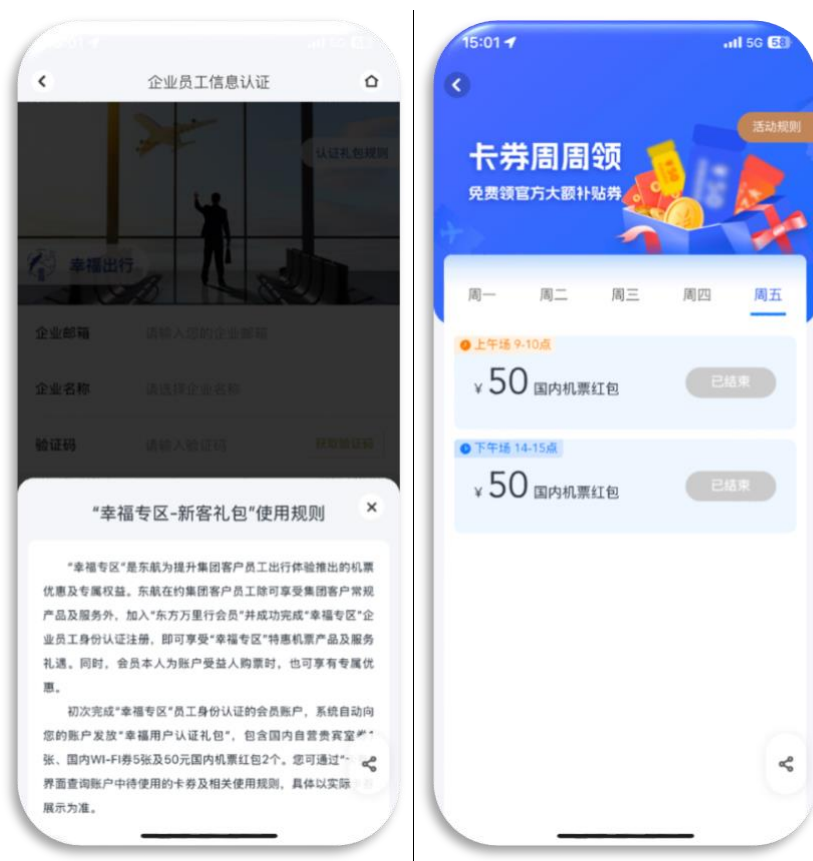 企业员工信息认证
认证礼包规则
幸福出行
企业邮箱 请输入您的企业邮箱
企业名称 请选择企业名称
验证码 请输入验证码 获取验证码
“幸福专区-新客礼包”使用规则
“幸福专区”是东航为提升集团客户员工出行体验推出的机票
优惠及专属权益。东航在约集团客户员工除可享受集团客户常规
产品及服务外，加入“东方万里行会员”并成功完成“幸福专区”企
业员工身份认证注册，即可享受“幸福专区”特惠机票产品及服务
礼遇。同时，会员本人为账户受益人购票时，也可享有专属优
惠。
初次完成“幸福专区”员工身份认证的会员账户，系统自动向
您的账户发放“幸福用户认证礼包”，包含国内自营贵宾室
张、国内WI-FI券5张及50元国内机票红包2个。您可通过“
界面查询账户中待使用的卡券及相关使用规则，具体以实际
展示为准。
15:01 5G 58
活动规则
卡券周周领
免费领官方大额补贴券
周一 周二 周三 周四 周五
上午场 9-10点
¥ 50 国内机票红包 已结束
下午场 14-15点
¥ 50 国内机票红包 已结束